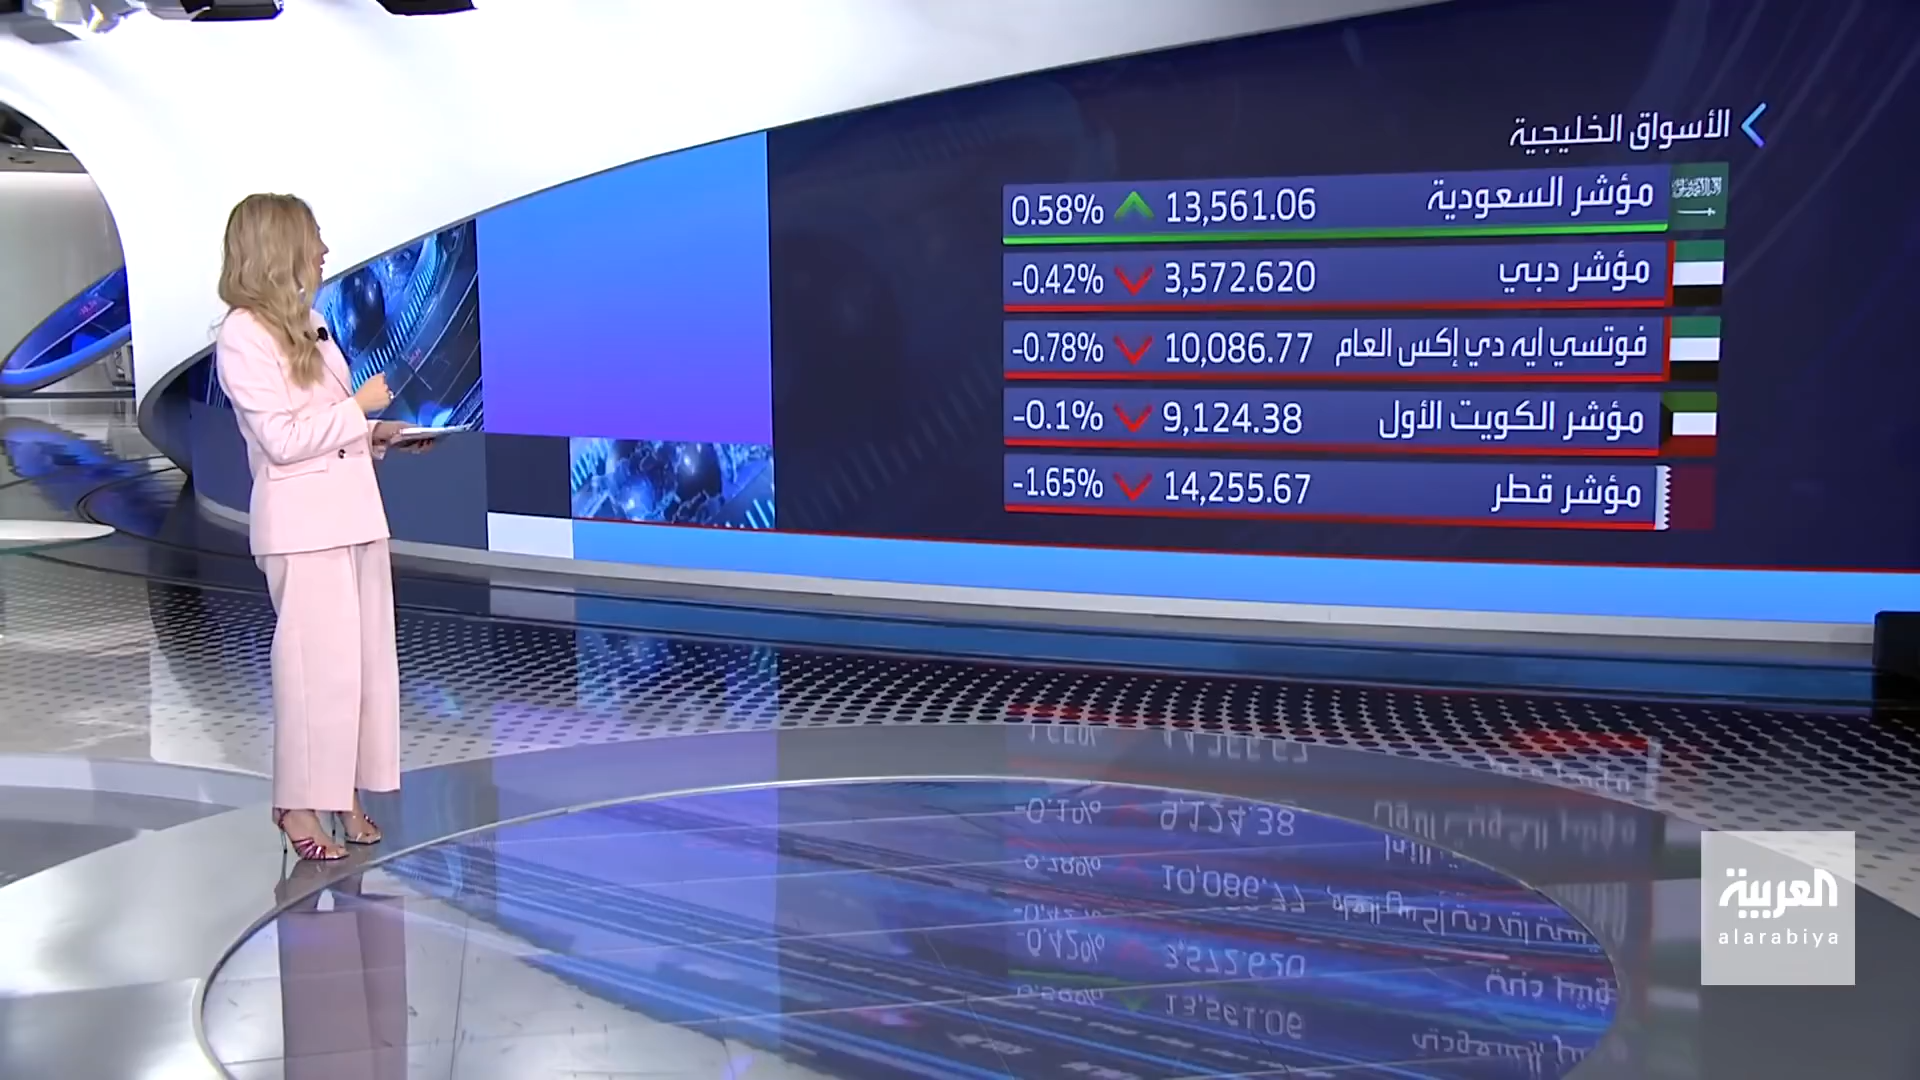 الأسواق الخليجية
مؤشر السعودية 13,561.06 0.58%
مؤشر دبي 3,572.620 -0.42%
فوتسي ايه دي إكس العام 10,086.77 -0.78%
مؤشر الكويت الأول 9,124.38 -0.1%
مؤشر قطر 14,255.67 -1.65%
العربية
alarabiya